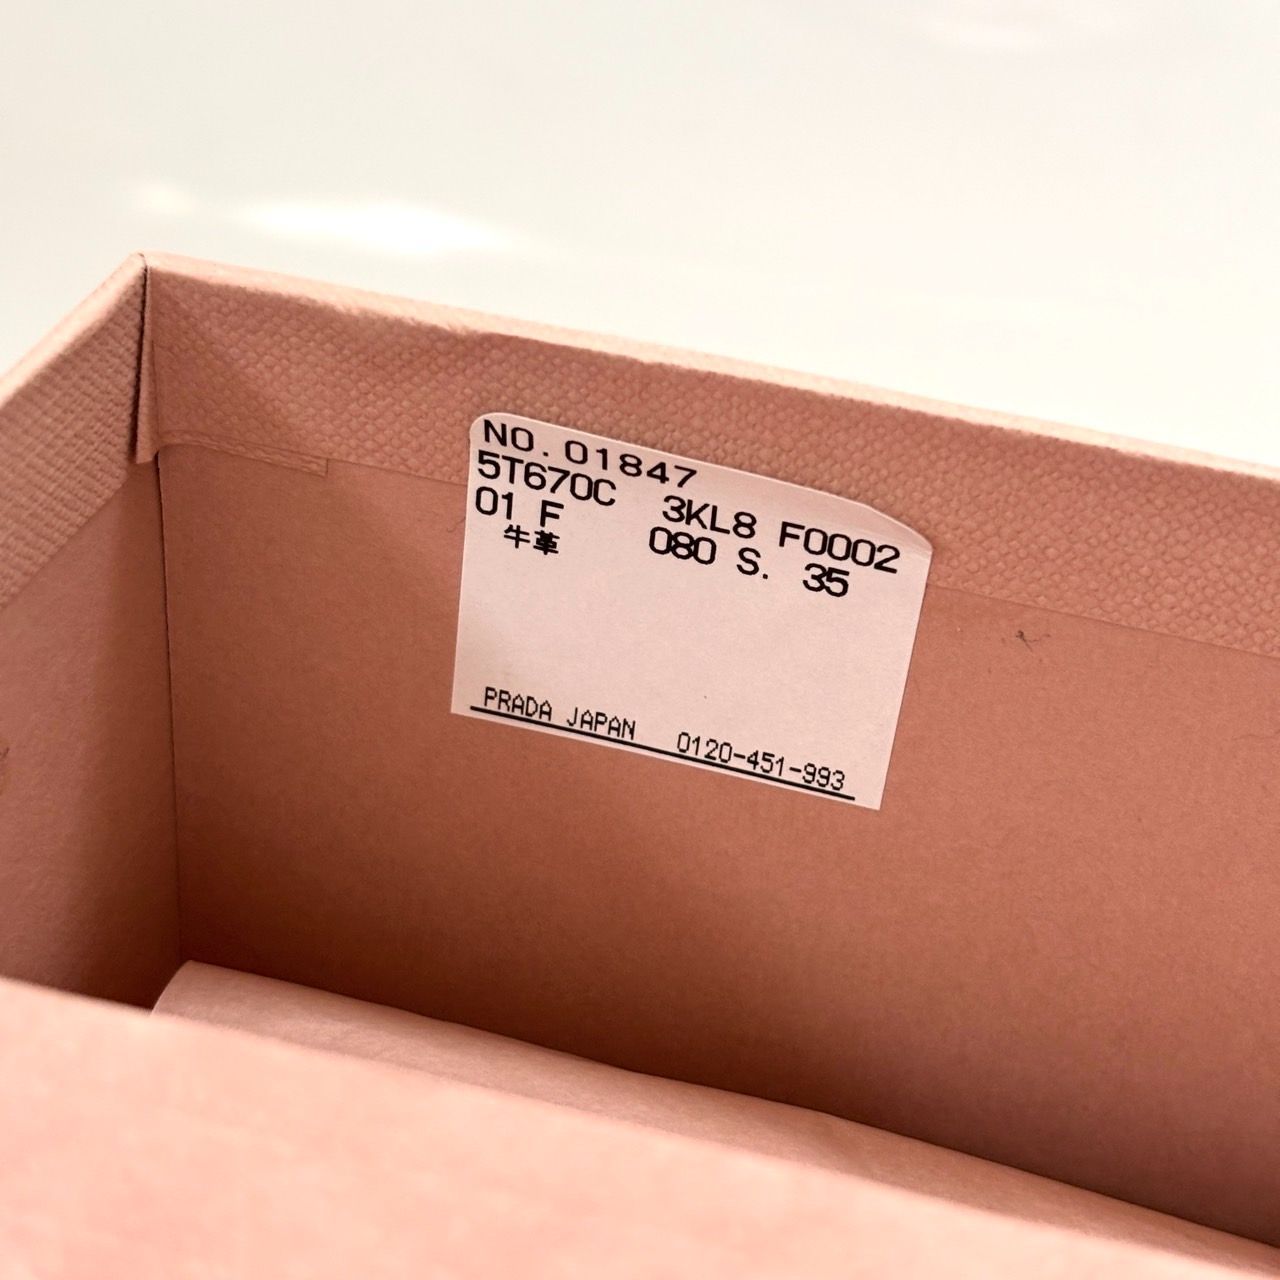 NO.01847
5T670C 3KL8 F0002
01 F 080 S. 35
牛革
PRADA JAPAN 0120-451-993